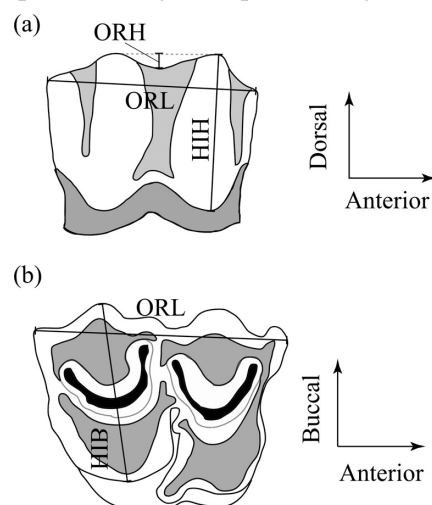 (a)
ORH
ORL
HIH
Dorsal
Anterior
(b)
ORL
HIB
Buccal
Anterior